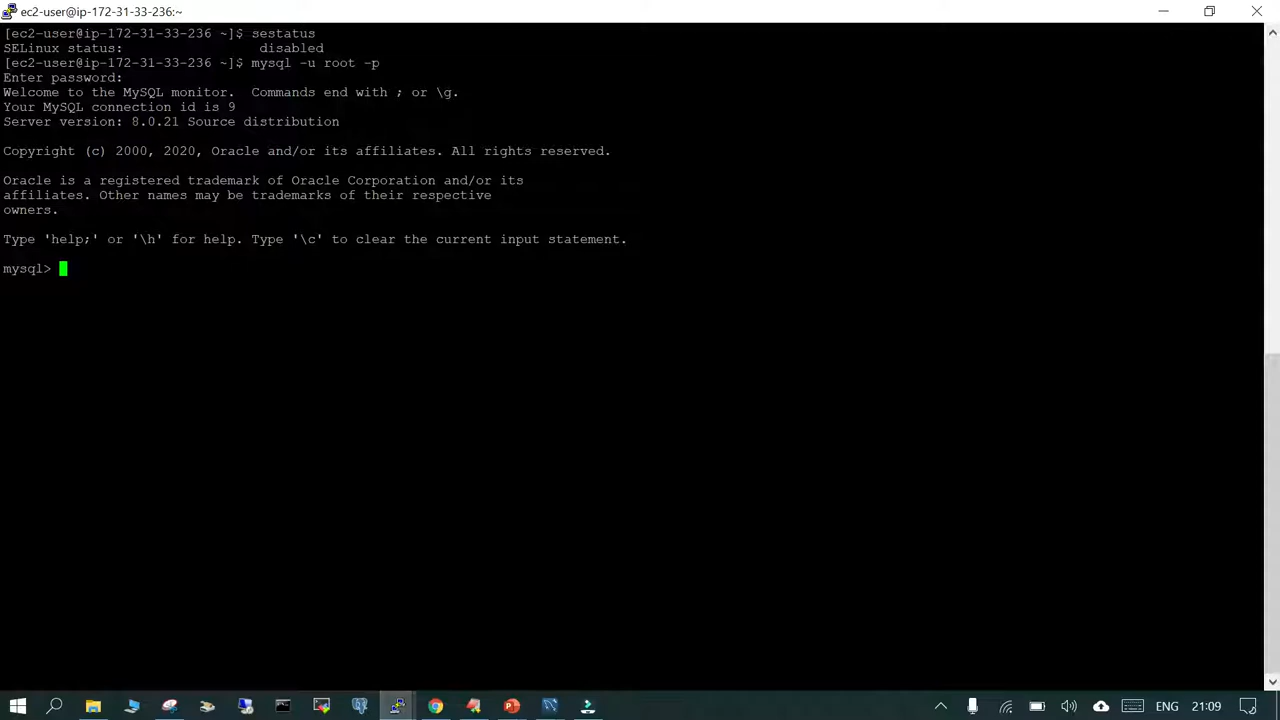 ec2-user@ip-172-31-33-236:~
[ec2-user@ip-172-31-33-236 ~]$ sestatus
SELinux status:                 disabled
[ec2-user@ip-172-31-33-236 ~]$ mysql -u root -p
Enter password:
Welcome to the MySQL monitor.  Commands end with ; or \g.
Your MySQL connection id is 9
Server version: 8.0.21 Source distribution
Copyright (c) 2000, 2020, Oracle and/or its affiliates. All rights reserved.
Oracle is a registered trademark of Oracle Corporation and/or its
affiliates. Other names may be trademarks of their respective
owners.
Type 'help;' or '\h' for help. Type '\c' to clear the current input statement.
mysql>
ENG 21:09